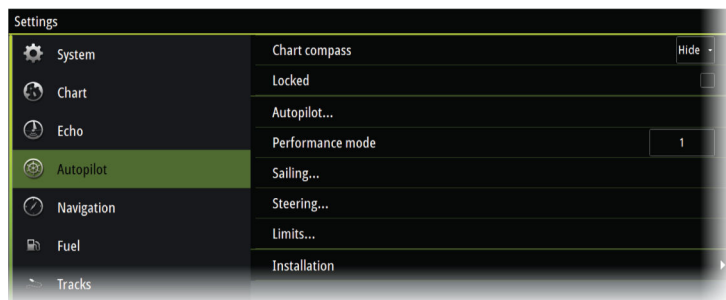 Settings
System
Chart
Echo
Autopilot
Navigation
Fuel
Tracks
Chart compass Hide
Locked
Autopilot...
Performance mode 1
Sailing...
Steering...
Limits...
Installation